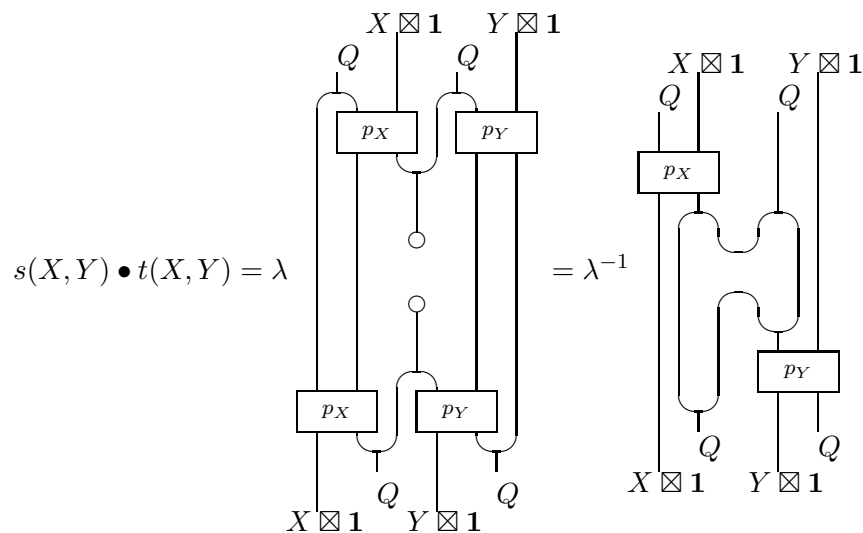 X ⊠ 1 Y ⊠ 1
Q Q
X ⊠ 1 Y ⊠ 1
Q Q
p_X p_Y
p_X
s(X, Y) • t(X, Y) = λ = λ^{-1}
p_Y
p_X p_Y
Q Q
X ⊠ 1 Y ⊠ 1
Q Q
X ⊠ 1 Y ⊠ 1